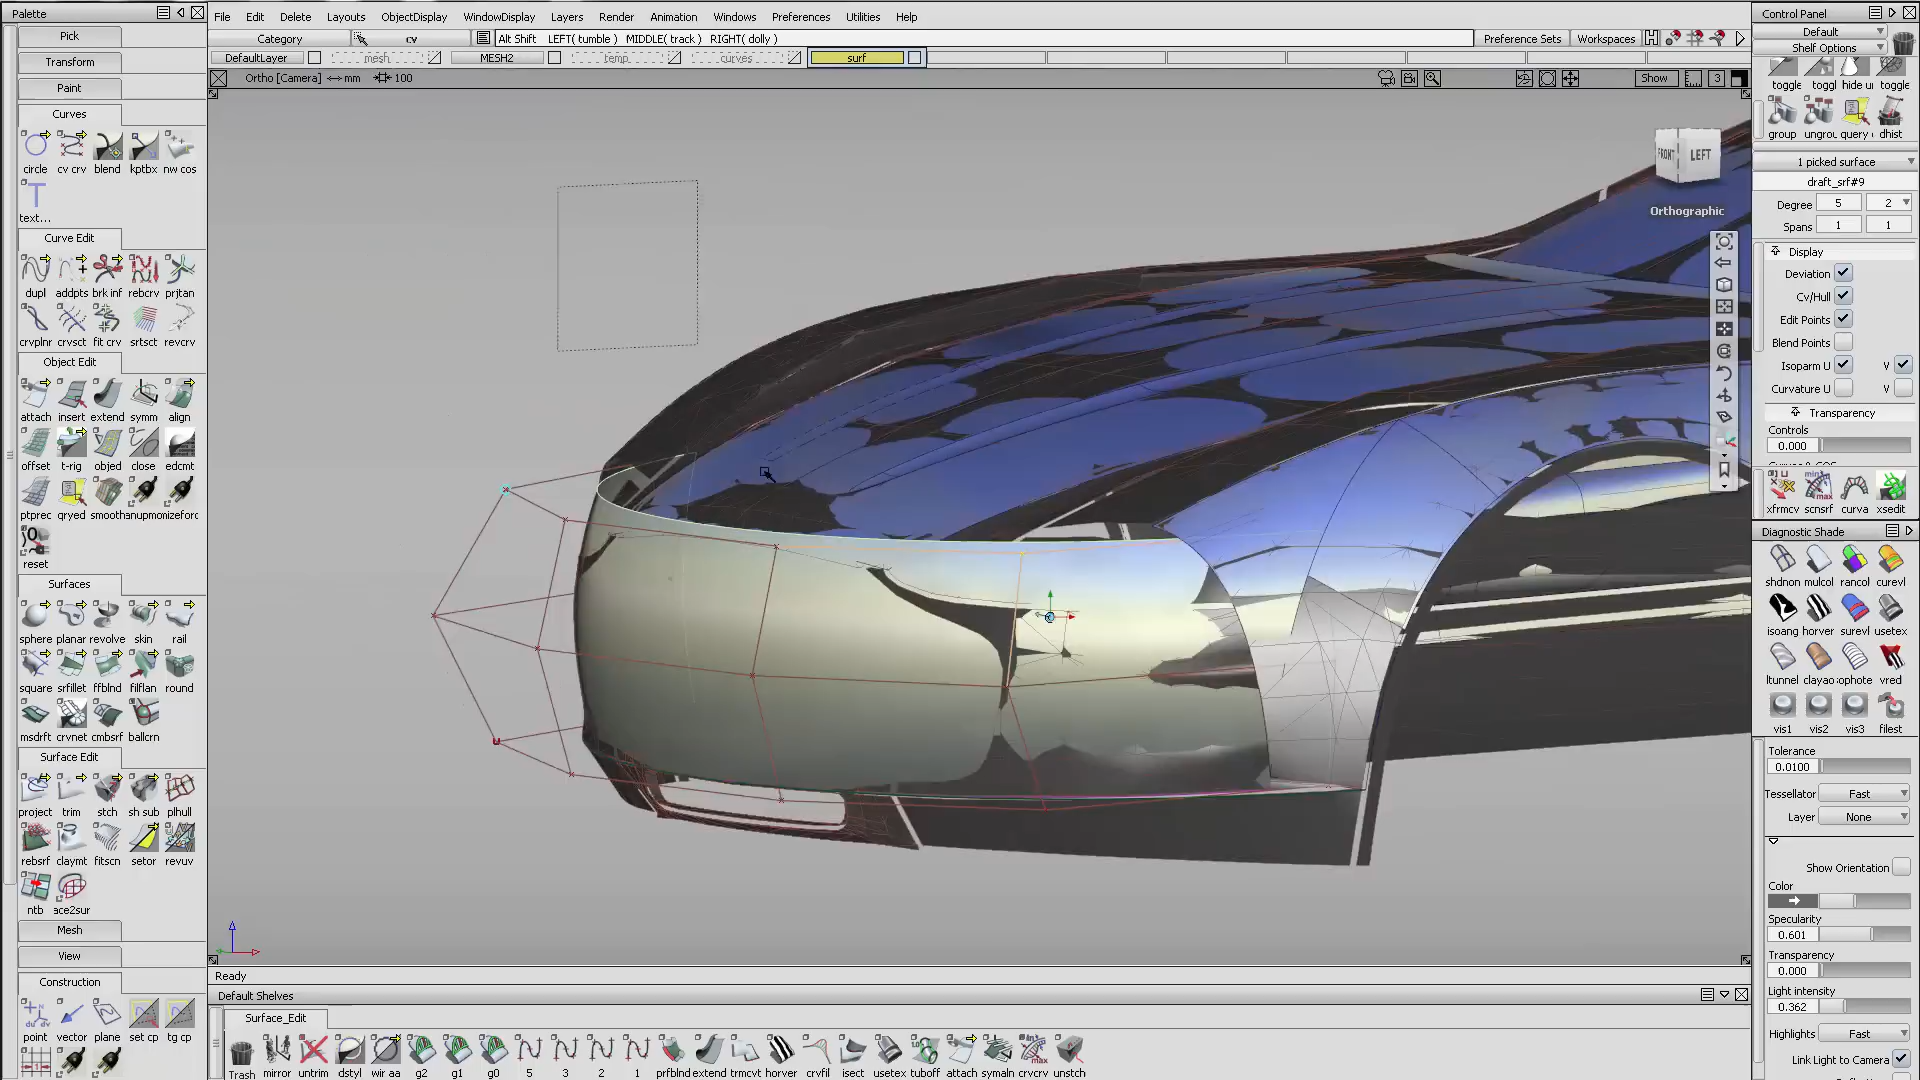 Palette
File Edit Delete Layouts ObjectDisplay WindowDisplay Layers Render Animation Windows Preferences Utilities Help
Control Panel
Pick
Category
cv
Alt Shift LEFT( tumble ) MIDDLE( track ) RIGHT( dolly )
Preference Sets
Workspaces
Default
Shelf Options
Transform
DefaultLayer
mesh
MESH2
temp
curves
surf
Ortho [Camera] mm 100
Show
3
Paint
toggle toggl hide u toggle
Curves
group ungrou query dhist
circle cv crv blend kptbx nw cos
FRONT LEFT
1 picked surface
draft_srf#9
text...
Orthographic
Degree 5 2
Spans 1 1
Curve Edit
Display
Deviation
Cv/Hull
dupl addpts brk inf rebcrv prjtan
Edit Points
crvplnr crvsct fit crv srtsct revcrv
Blend Points
Object Edit
Isoparm U V
Curvature U V
attach insert extend symm align
Transparency
Controls
0.000
offset t-rig objed close edcmt
xfrmcv scnsrf curva xsedit
ptprec qryed smooth
Diagnostic Shade
reset
shdnon mulcol rancol curevl
Surfaces
isoang horver surevl usetex
sphere planar revolve skin rail
square srfillet ffblnd filflan round
ltunnel clayao vred
msdrft crvnet cmbsrf ballcrn
vis1 vis2 vis3 filest
Surface Edit
Tolerance
0.0100
project trim stch sh sub plhull
Tessellator Fast
Layer None
rebsrf claymt fitscn setor revuv
Show Orientation
Color
ntb ace2sur
Specularity
0.601
Mesh
View
Transparency
0.000
Ready
Construction
Light intensity
0.362
Default Shelves
Surface_Edit
point vector plane set cp tg cp
Highlights Fast
Link Light to Camera
Trash mirror untrim dstyl wir aa g2 g1 g0 5 3 2 1 prfblnd extend trmcvt horver crvfil isect usetex tuboff attach symaln crvcrv unstch